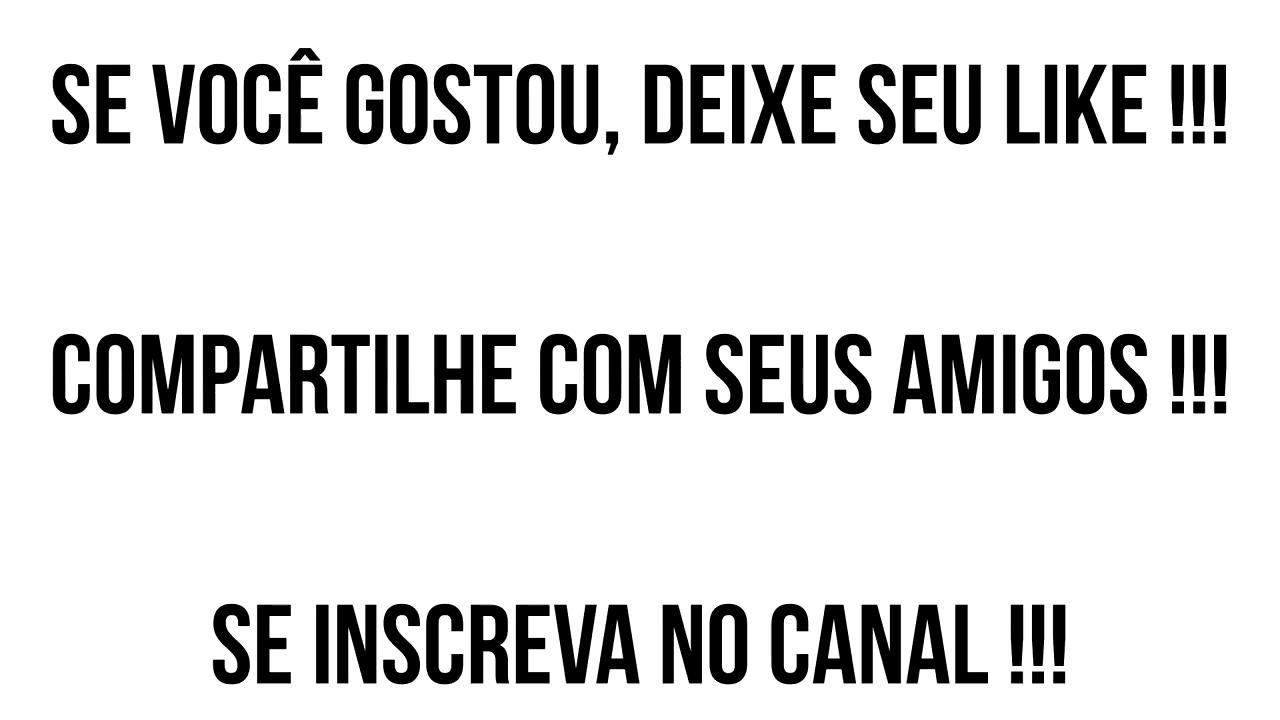 SE VOCÊ GOSTOU, DEIXE SEU LIKE !!!
COMPARTILHE COM SEUS AMIGOS !!!
SE INSCREVA NO CANAL !!!